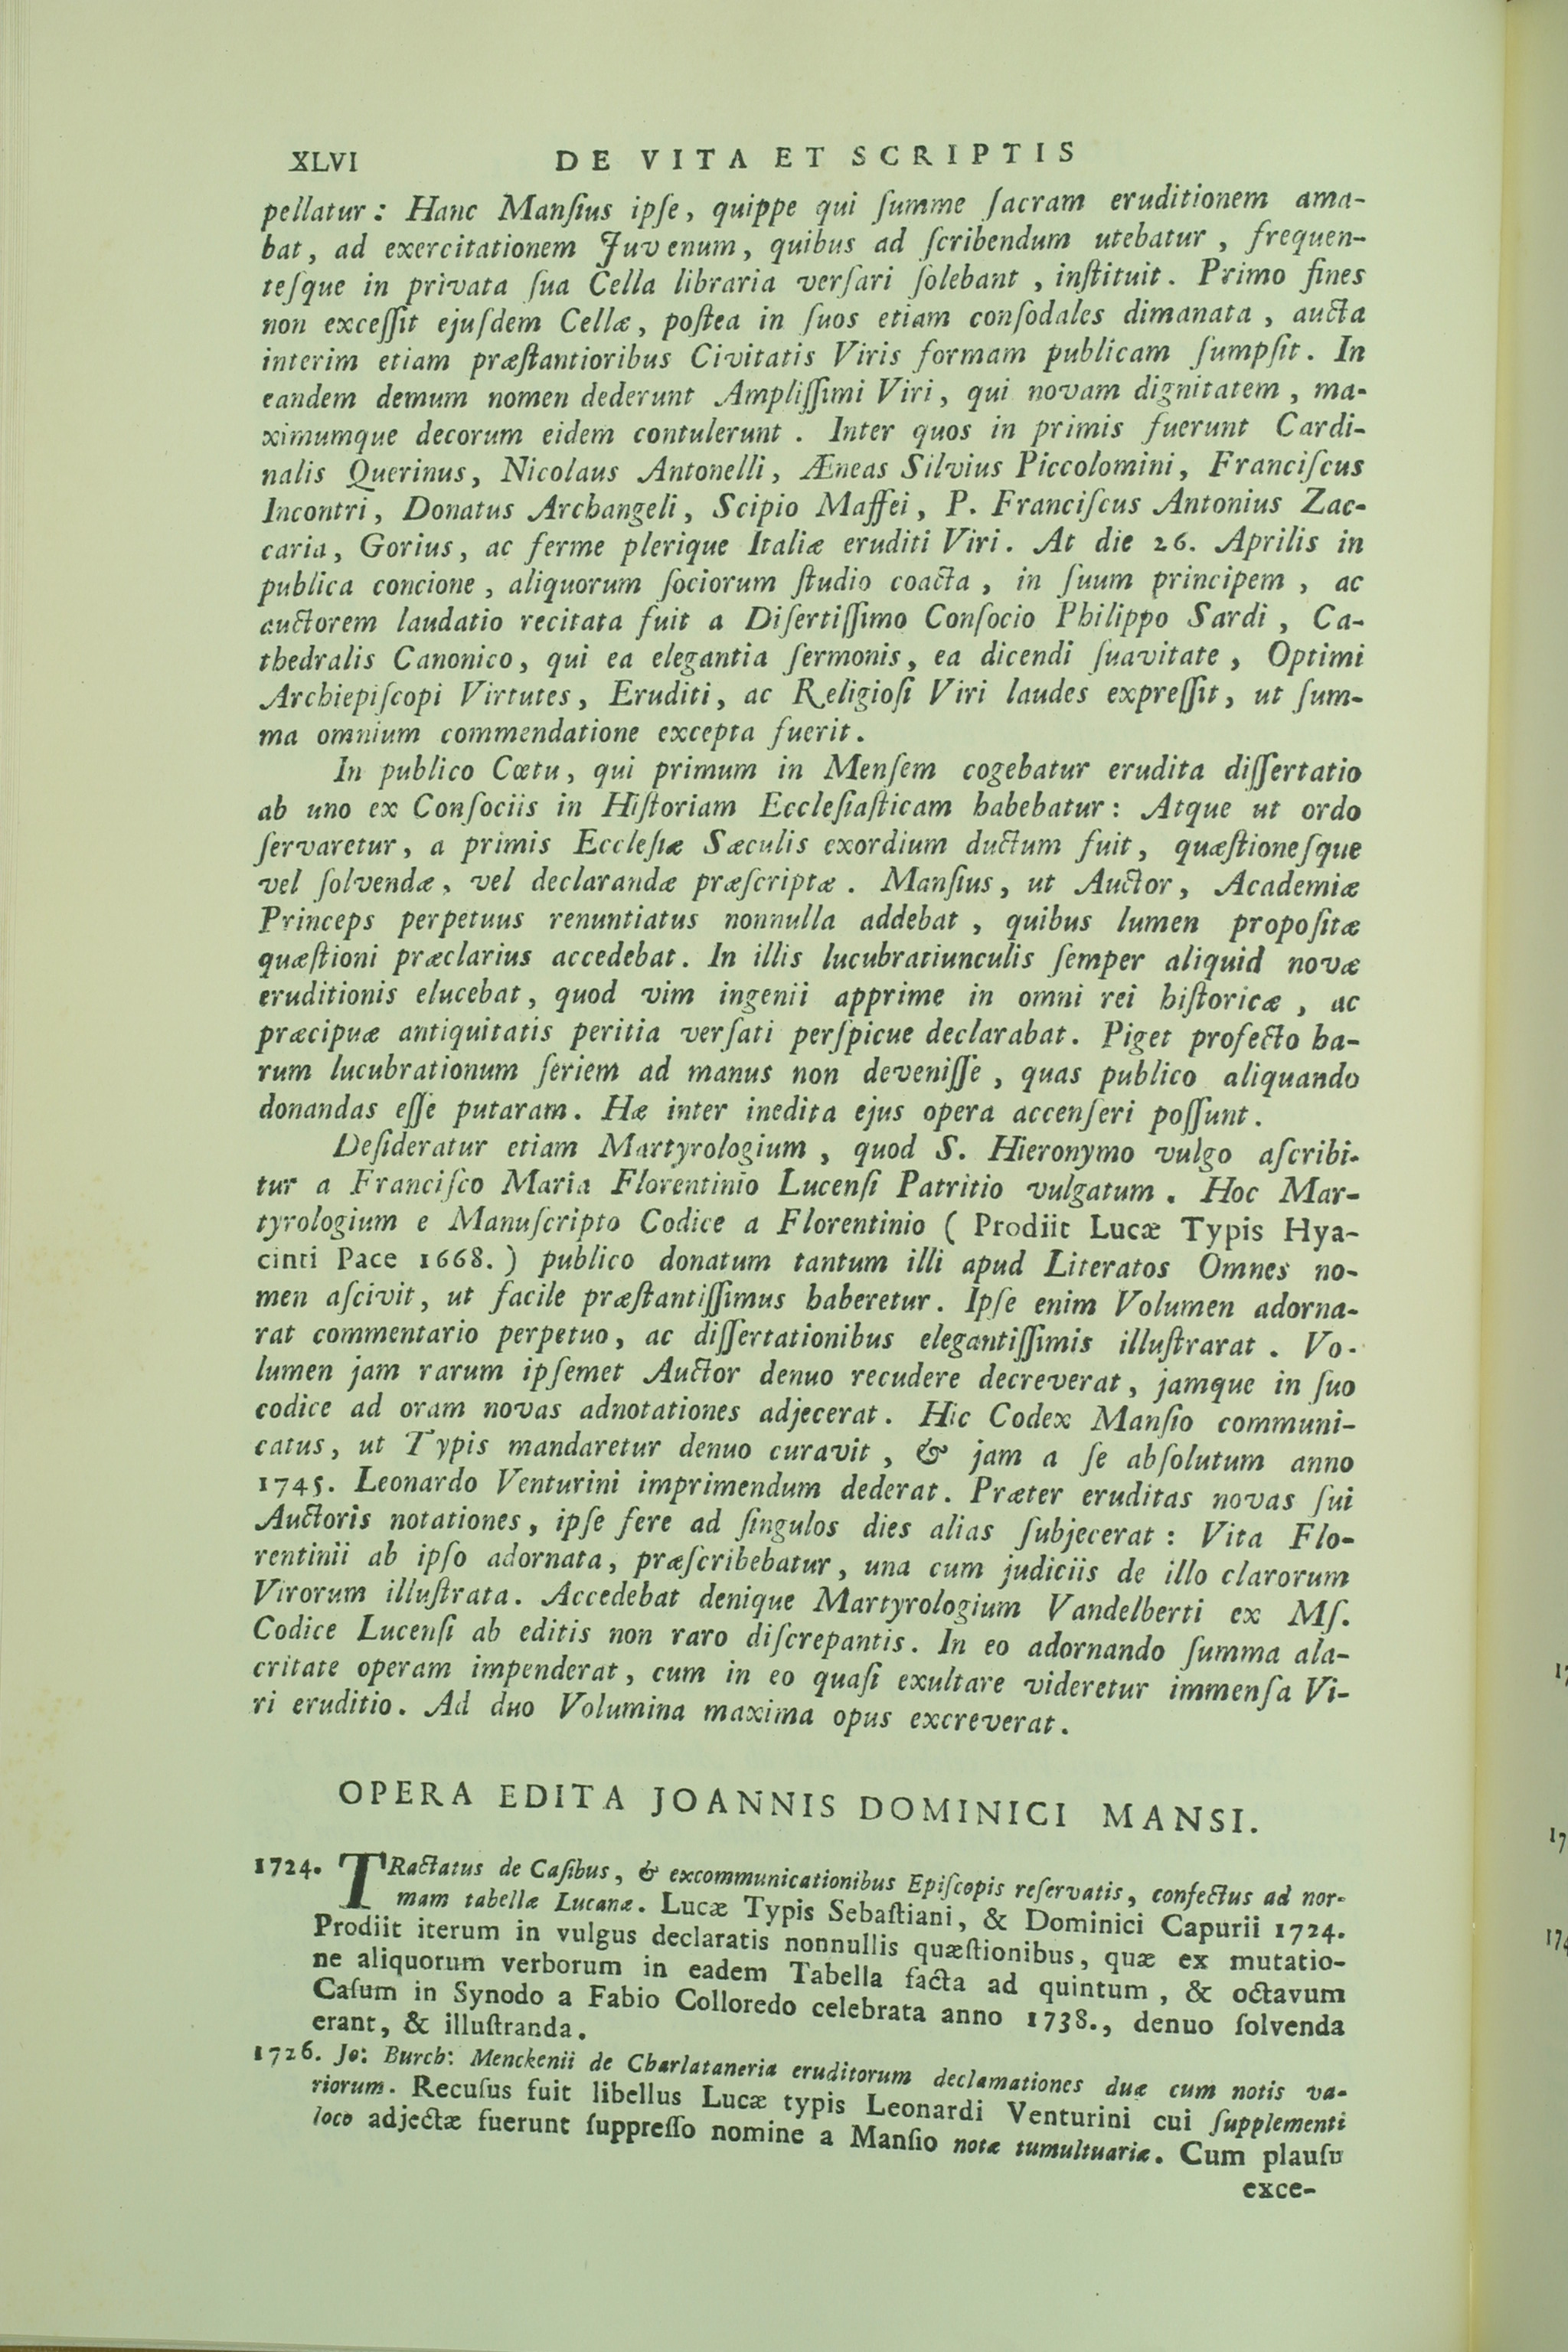 XLVI DE VITA ET SCRIPTIS
pellatur: Hanc Manſius ipſe, quippe qui ſumme ſacram eruditionem ama-
bat, ad exercitationem Juvenum, quibus ad ſcribendum utebatur, frequen-
teſque in privata ſua Cella libraria verſari ſolebant, inſtituit. Primo fines
non exceſſit ejuſdem Cellæ, poſtea in ſuos etiam conſodales dimanata, aucta
interim etiam præſtantioribus Civitatis Viris formam publicam ſumpſit. In
eandem demum nomen dederunt Ampliſſimi Viri, qui novam dignitatem, ma-
ximumque decorum eidem contulerunt. Inter quos in primis fuerunt Cardi-
nalis Querinus, Nicolaus Antonelli, Æneas Silvius Piccolomini, Franciſcus
Incontri, Donatus Archangeli, Scipio Maffei, P. Franciſcus Antonius Zac-
caria, Gorius, ac ferme plerique Italiæ eruditi Viri. At die 26. Aprilis in
publica concione, aliquorum ſociorum ſtudio coacta, in ſuum principem, ac
auctorem laudatio recitata fuit a Diſertiſſimo Conſocio Philippo Sardi, Ca-
thedralis Canonico, qui ea elegantia ſermonis, ea dicendi ſuavitate, Optimi
Archiepiſcopi Virtutes, Eruditi, ac Religioſi Viri laudes expreſſit, ut ſum-
ma omnium commendatione excepta fuerit.
In publico Cœtu, qui primum in Menſem cogebatur erudita diſſertatio
ab uno ex Conſociis in Hiſtoriam Eccleſiaſticam habebatur: Atque ut ordo
ſervaretur, a primis Eccleſiæ Sæculis exordium ductum fuit, quæſtioneſque
vel ſolvendæ, vel declarandæ præſcriptæ. Manſius, ut Auctor, Academiæ
Princeps perpetuus renuntiatus nonnulla addebat, quibus lumen propoſitæ
quæſtioni præclarius accedebat. In illis lucubratiunculis ſemper aliquid novæ
eruditionis elucebat, quod vim ingenii apprime in omni rei hiſtoricæ, ac
præcipuæ antiquitatis peritia verſati perſpicue declarabat. Piget profecto ha-
rum lucubrationum ſeriem ad manus non deveniſſe, quas publico aliquando
donandas eſſe putaram. Hæ inter inedita ejus opera accenſeri poſſunt.
Deſideratur etiam Martyrologium, quod S. Hieronymo vulgo aſcribi-
tur a Franciſco Maria Florentinio Lucenſi Patritio vulgatum. Hoc Mar-
tyrologium e Manuſcripto Codice a Florentinio ( Prodiit Lucæ Typis Hya-
cinti Pace 1668. ) publico donatum tantum illi apud Literatos Omnes no-
men aſcivit, ut facile præſtantiſſimus haberetur. Ipſe enim Volumen adorna-
rat commentario perpetuo, ac diſſertationibus elegantiſſimis illuſtrarat. Vo-
lumen jam rarum ipſemet Auctor denuo recudere decreverat, jamque in ſuo
codice ad oram novas adnotationes adjecerat. Hic Codex Manſio communi-
catus, ut Typis mandaretur denuo curavit, & jam a ſe abſolutum anno
1745. Leonardo Venturini imprimendum dederat. Præter eruditas novas ſui
Auctoris notationes, ipſe fere ad ſingulos dies alias ſubjecerat: Vita Flo-
rentinii ab ipſo adornata, præſcribebatur, una cum judiciis de illo clarorum
Virorum illuſtrata. Accedebat denique Martyrologium Vandelberti ex Mſ.
Codice Lucenſi ab editis non raro diſcrepantis. In eo adornando ſumma ala-
critate operam impenderat, cum in eo quaſi exultare videretur immenſa Vi-
ri eruditio. Ad duo Volumina maxima opus excreverat.
OPERA EDITA JOANNIS DOMINICI MANSI.
1724. TRactatus de Caſibus, & excommunicationibus Epiſcopis reſervatis, confectus ad nor-
mam tabellæ Lucanæ. Lucæ Typis Sebaſtiani, & Dominici Capurii 1724.
Prodiit iterum in vulgus declaratis nonnullis quæſtionibus, quæ ex mutatio-
ne aliquorum verborum in eadem Tabella facta ad quintum, & octavum
Caſum in Synodo a Fabio Colloredo celebrata anno 1738., denuo ſolvenda
erant, & illuſtranda.
1726. Jo: Burch: Menckenii de Charlataneria eruditorum declamationes duæ cum notis va-
riorum. Recuſus fuit libellus Lucæ typis Leonardi Venturini cui ſupplementi
loco adjectæ fuerunt ſuppreſſo nomine a Manſio notæ tumultuariæ. Cum plauſu
exce-